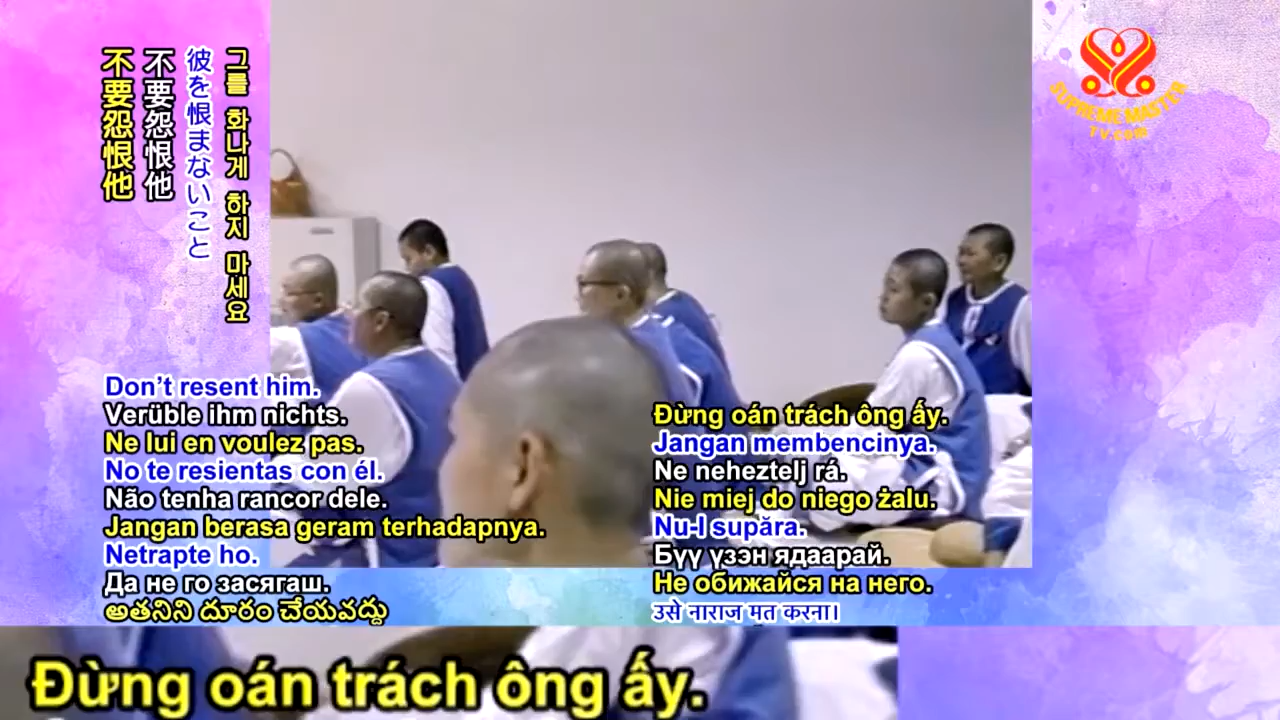 不要怨恨他
不要怨恨他
彼を恨まないこと
그를 화나게 하지 마세요
SUPREME MASTER
TV.COM
Don’t resent him.
Verüble ihm nichts.
Ne lui en voulez pas.
No te resientas con él.
Não tenha rancor dele.
Jangan berasa geram terhadapnya.
Netrapte ho.
Да не го засягаш.
అతనిని దూరం చేయవద్దు
Đừng oán trách ông ấy.
Jangan membencinya.
Ne neheztelj rá.
Nie miej do niego żalu.
Nu-l supăra.
Бүү үзэн ядаарай.
Не обижайся на него.
उसे नाराज मत करना।
Đừng oán trách ông ấy.